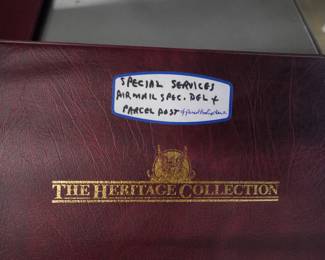 SPECIAL SERVICES
AIRMAIL SPEC. DEL &
PARCEL POST &
THE HERITAGE COLLECTION